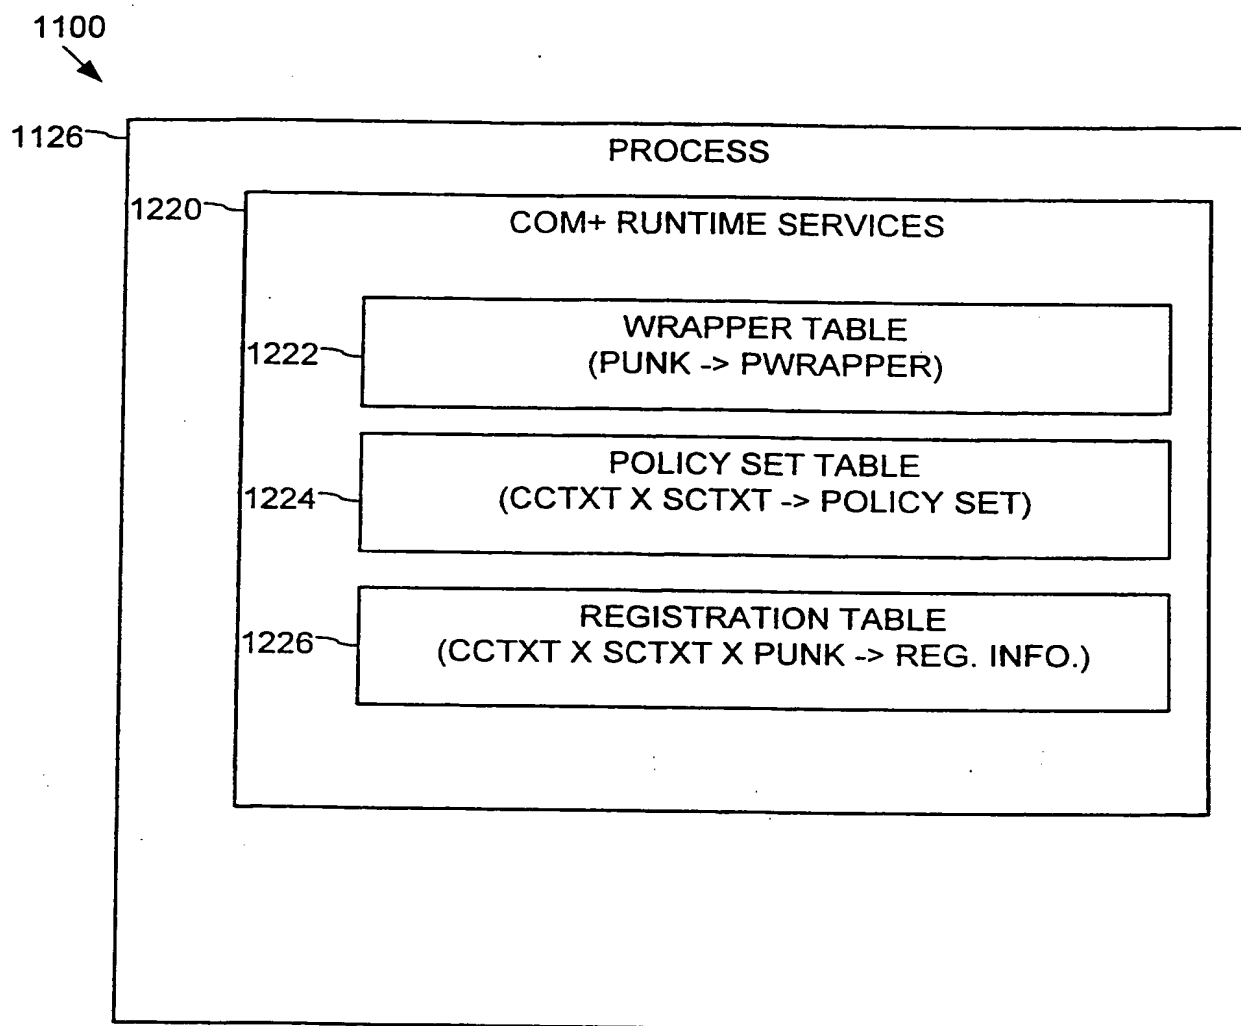 1100
1126
PROCESS
1220
COM+ RUNTIME SERVICES
1222
WRAPPER TABLE
(PUNK -> PWRAPPER)
1224
POLICY SET TABLE
(CCTXT X SCTXT -> POLICY SET)
1226
REGISTRATION TABLE
(CCTXT X SCTXT X PUNK -> REG. INFO.)